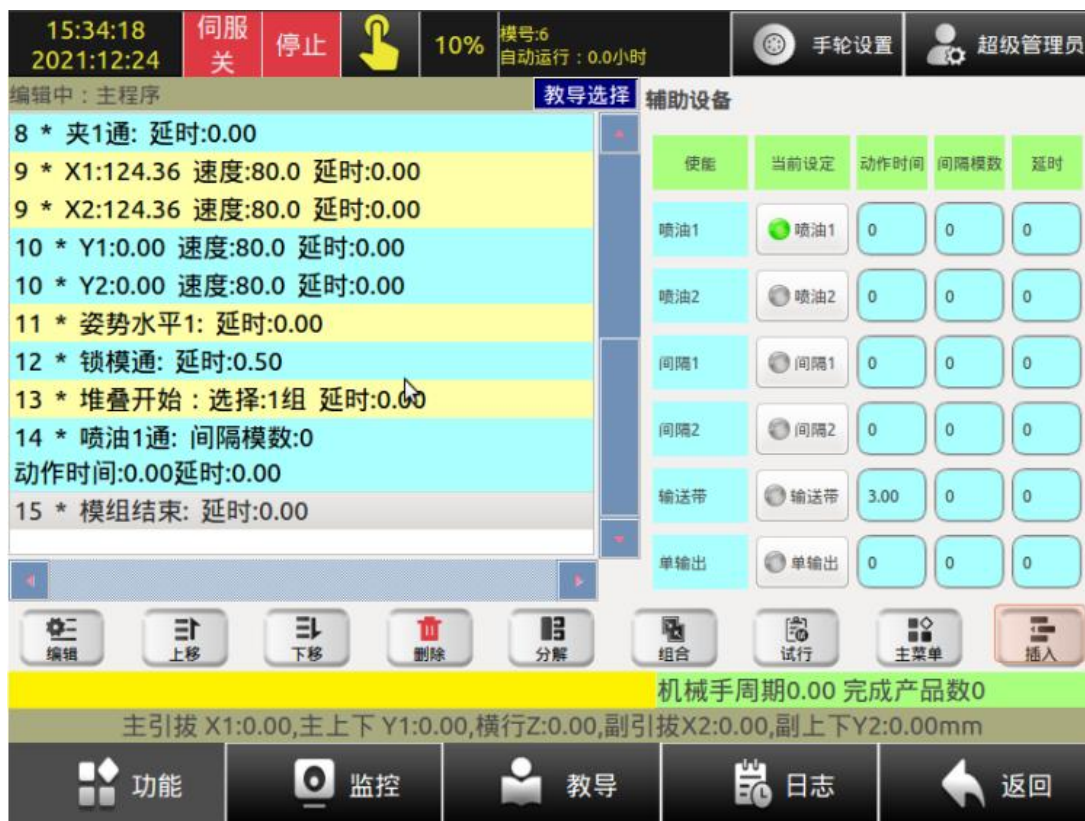 15:34:18
2021:12:24
伺服
关
停止
10%
模号:6
自动运行：0.0小时
手轮设置
超级管理员
编辑中：主程序
教导选择
8 * 夹1通: 延时:0.00
9 * X1:124.36 速度:80.0 延时:0.00
9 * X2:124.36 速度:80.0 延时:0.00
10 * Y1:0.00 速度:80.0 延时:0.00
10 * Y2:0.00 速度:80.0 延时:0.00
11 * 姿势水平1: 延时:0.00
12 * 锁模通: 延时:0.50
13 * 堆叠开始：选择:1组 延时:0.00
14 * 喷油1通: 间隔模数:0
动作时间:0.00延时:0.00
15 * 模组结束: 延时:0.00
辅助设备
使能 当前设定 动作时间 间隔模数 延时
喷油1 喷油1 0 0 0
喷油2 喷油2 0 0 0
间隔1 间隔1 0 0 0
间隔2 间隔2 0 0 0
输送带 输送带 3.00 0 0
单输出 单输出 0 0 0
编辑 上移 下移 删除 分解 组合 试行 主菜单 插入
机械手周期0.00 完成产品数0
主引拔 X1:0.00,主上下 Y1:0.00,横行Z:0.00,副引拔X2:0.00,副上下Y2:0.00mm
功能 监控 教导 日志 返回